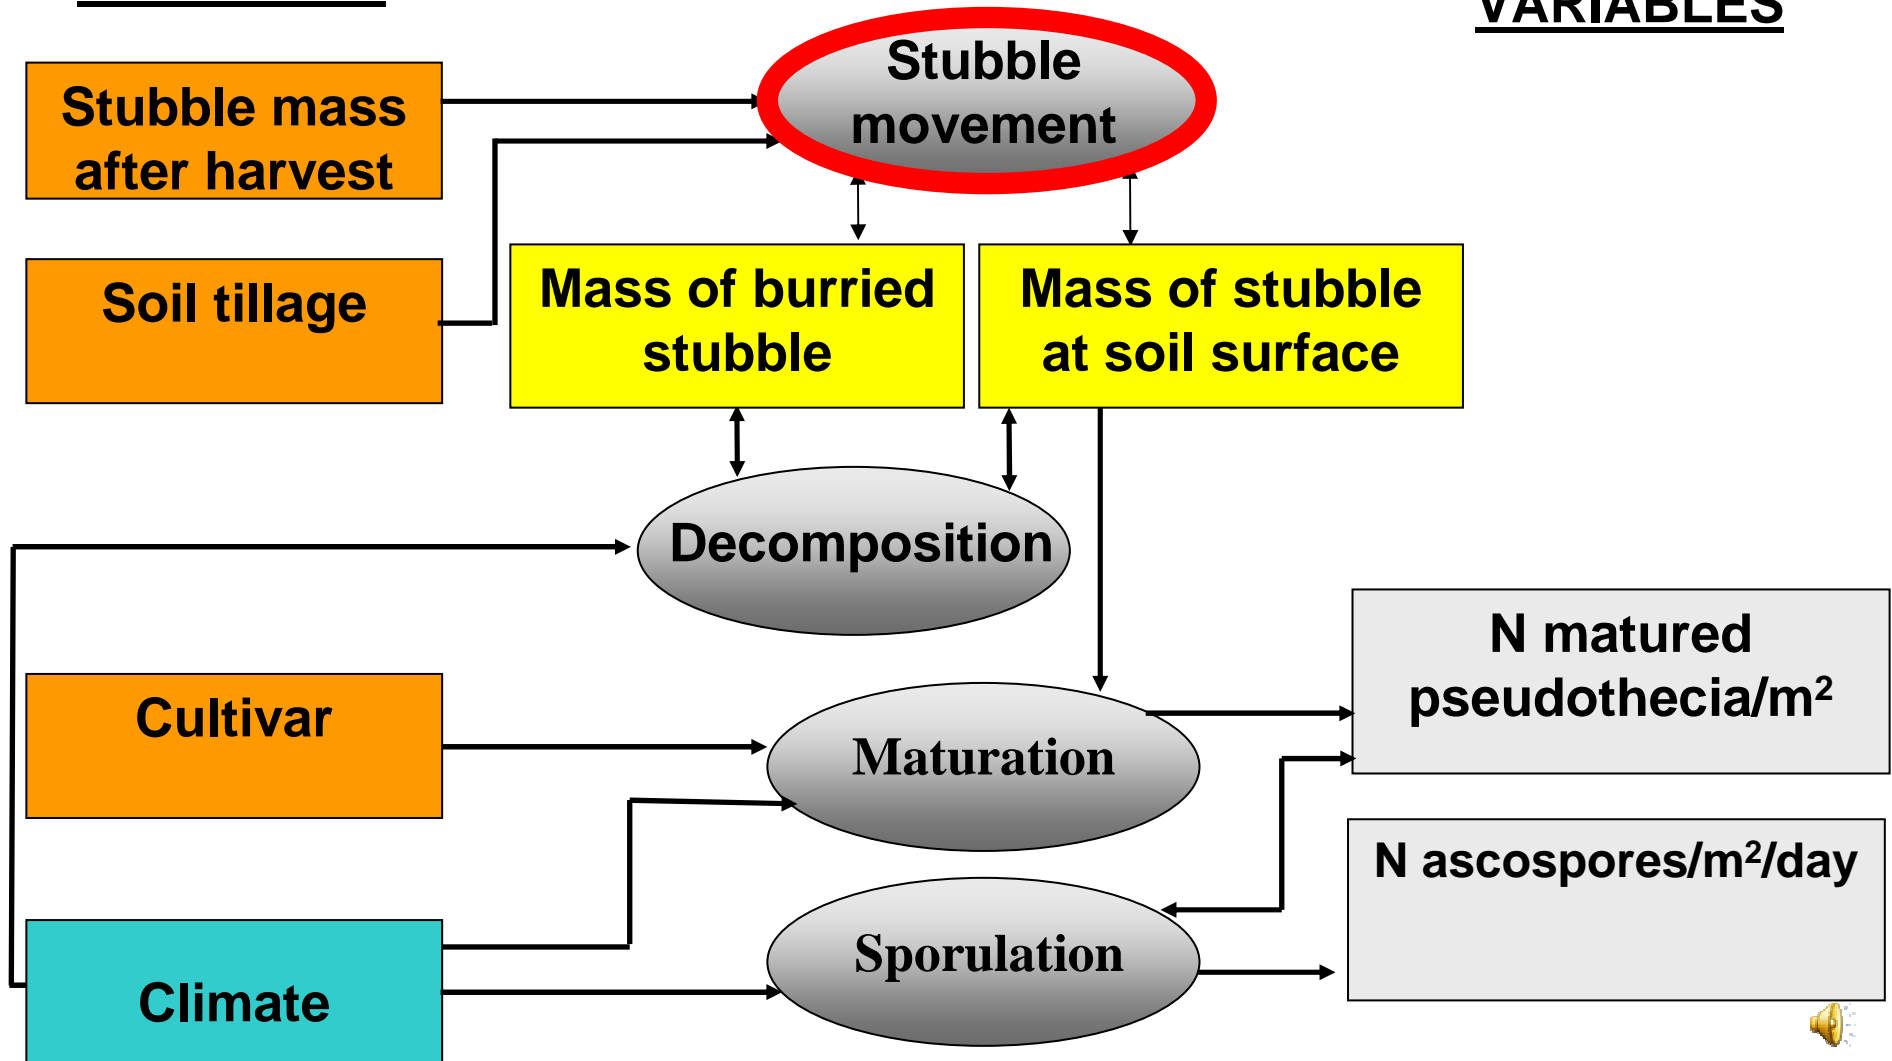 VARIABLES
Stubble
movement
Stubble mass
after harvest
Soil tillage
Mass of burried
stubble
Mass of stubble
at soil surface
Decomposition
N matured
pseudothecia/m²
Cultivar
Maturation
N ascospores/m²/day
Sporulation
Climate